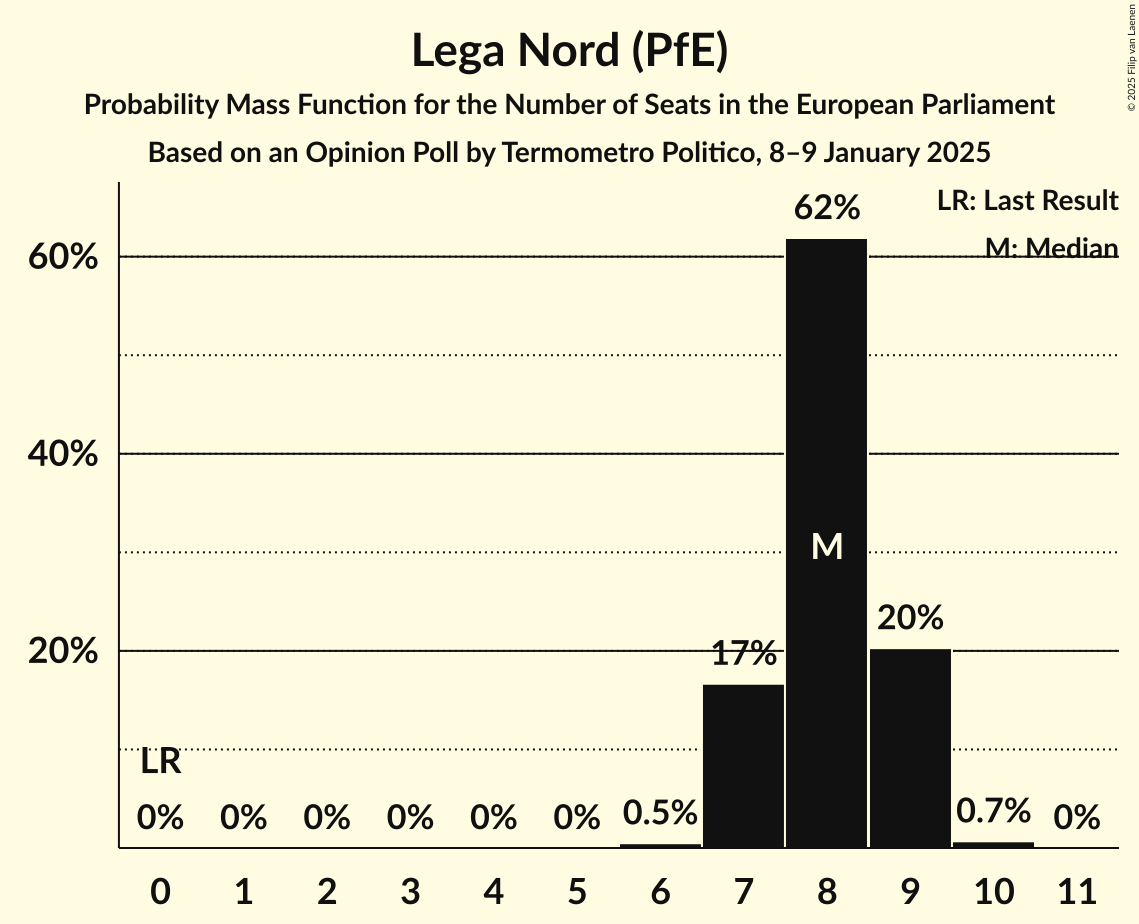 Lega Nord (PfE)
Probability Mass Function for the Number of Seats in the European Parliament
Based on an Opinion Poll by Termometro Politico, 8–9 January 2025
© 2025 Filip van Laenen
LR: Last Result
M: Median
60%
40%
20%
62%
M
20%
17%
LR
0%
0%
0%
0%
0%
0%
0.5%
0.7%
0%
0 1 2 3 4 5 6 7 8 9 10 11